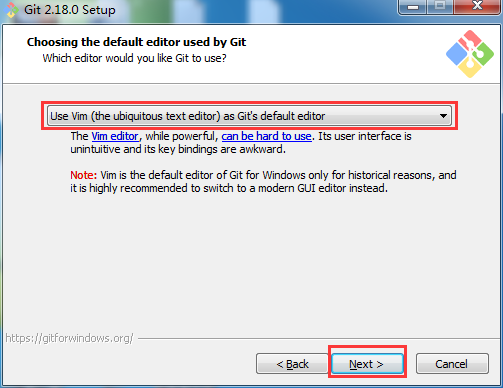 Git 2.18.0 Setup
Choosing the default editor used by Git
Which editor would you like Git to use?
Use Vim (the ubiquitous text editor) as Git's default editor
The Vim editor, while powerful, can be hard to use. Its user interface is
unintuitive and its key bindings are awkward.
Note: Vim is the default editor of Git for Windows only for historical reasons, and
it is highly recommended to switch to a modern GUI editor instead.
https://gitforwindows.org/
< Back
Next >
Cancel